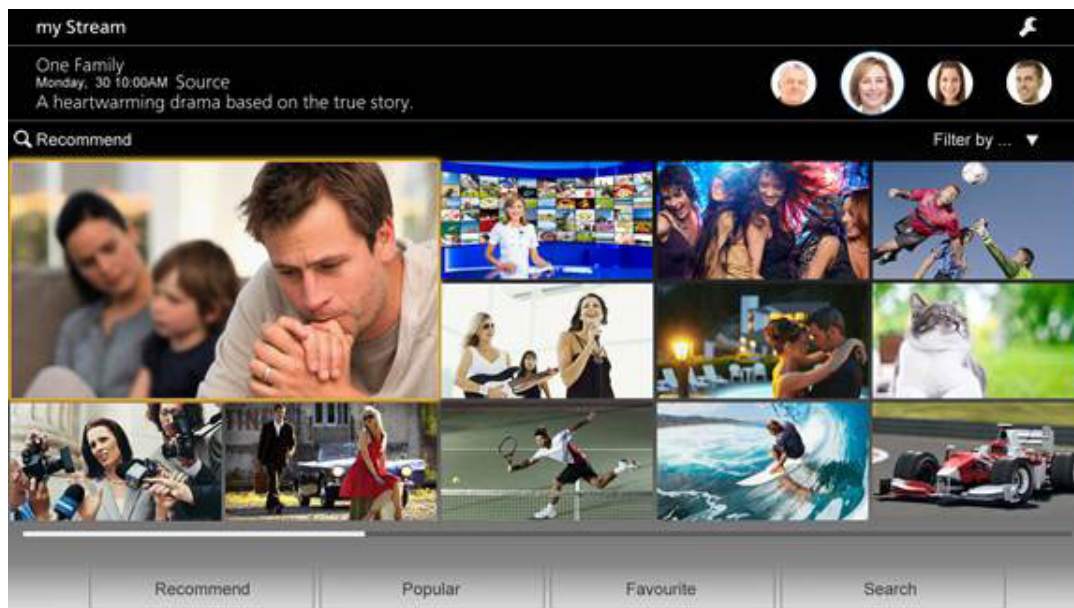 my Stream
One Family
Monday, 30 10:00AM Source
A heartwarming drama based on the true story.
Recommend
Filter by ...
Recommend
Popular
Favourite
Search